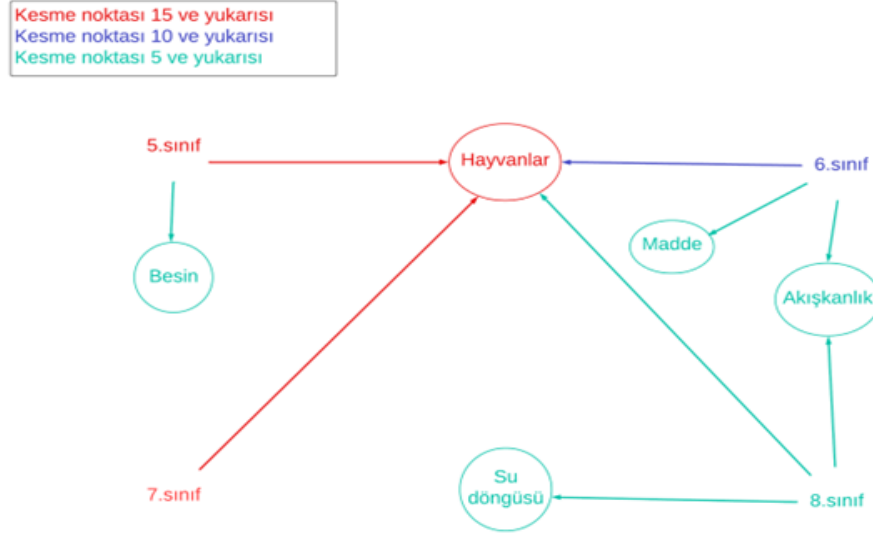 Kesme noktası 15 ve yukarısı
Kesme noktası 10 ve yukarısı
Kesme noktası 5 ve yukarısı
5.sınıf
Hayvanlar
6.sınıf
Madde
Besin
Akışkanlık
7.sınıf
Su
döngüsü
8.sınıf